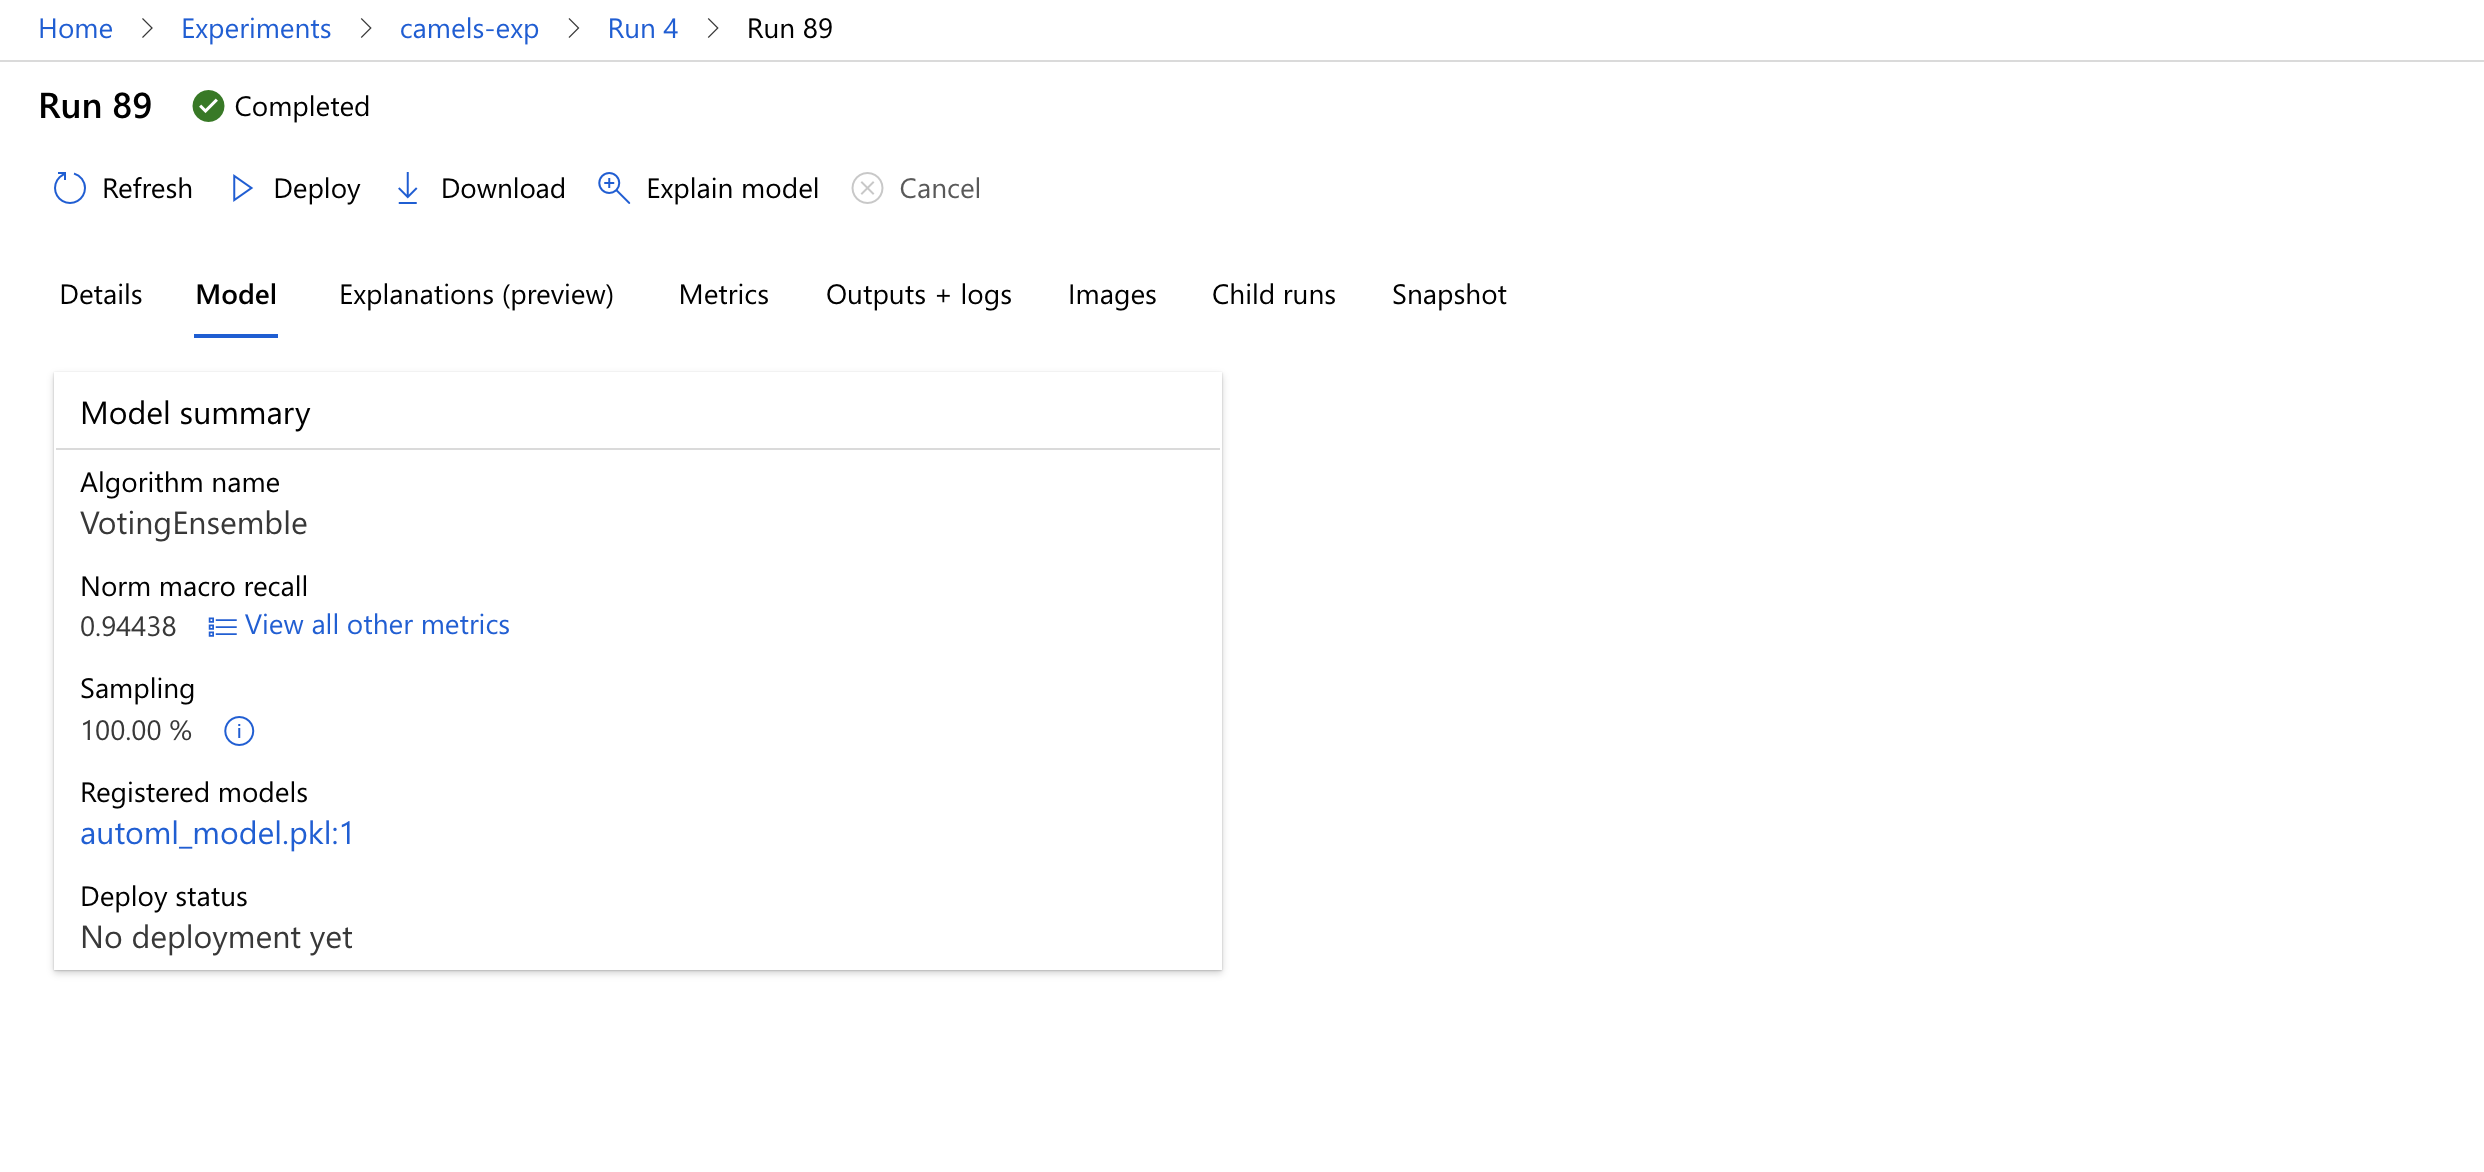 Home > Experiments > camels-exp > Run 4 > Run 89
Run 89 Completed
Refresh Deploy Download Explain model Cancel
Details Model Explanations (preview) Metrics Outputs + logs Images Child runs Snapshot
Model summary
Algorithm name
VotingEnsemble
Norm macro recall
0.94438 View all other metrics
Sampling
100.00 %
Registered models
automl_model.pkl:1
Deploy status
No deployment yet